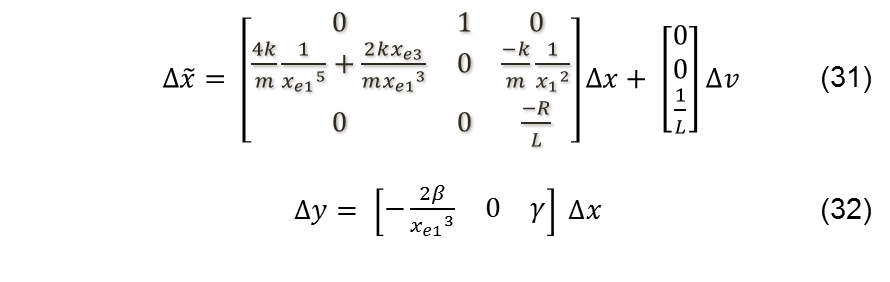 Δx̃ = [0 1 0; 4k/m 1/x_{e1}^5 + 2kx_{e3}/mx_{e1}^3 0 −k/m 1/x_1^2; 0 0 −R/L] Δx + [0; 0; 1/L] Δv (31)
Δy = [−2β/x_{e1}^3 0 γ] Δx (32)